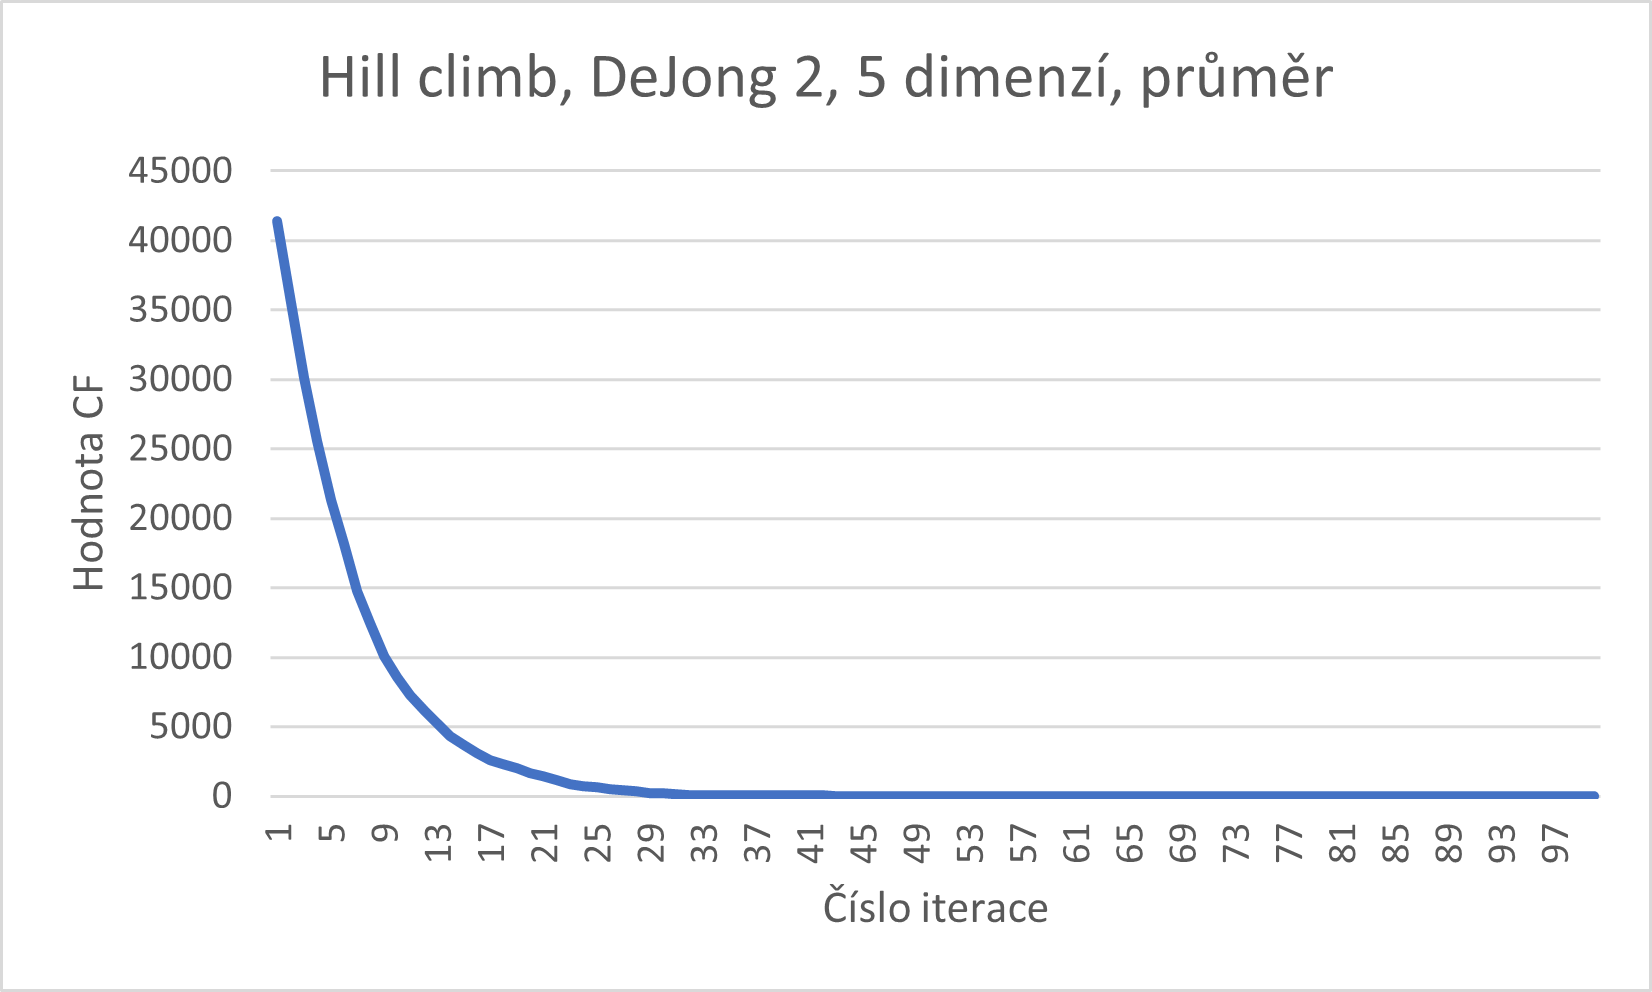 Hill climb, DeJong 2, 5 dimenzí, průměr
45000
40000
35000
30000
25000
20000
15000
10000
5000
0
Hodnota CF
1 5 9 13 17 21 25 29 33 37 41 45 49 53 57 61 65 69 73 77 81 85 89 93 97
Číslo iterace